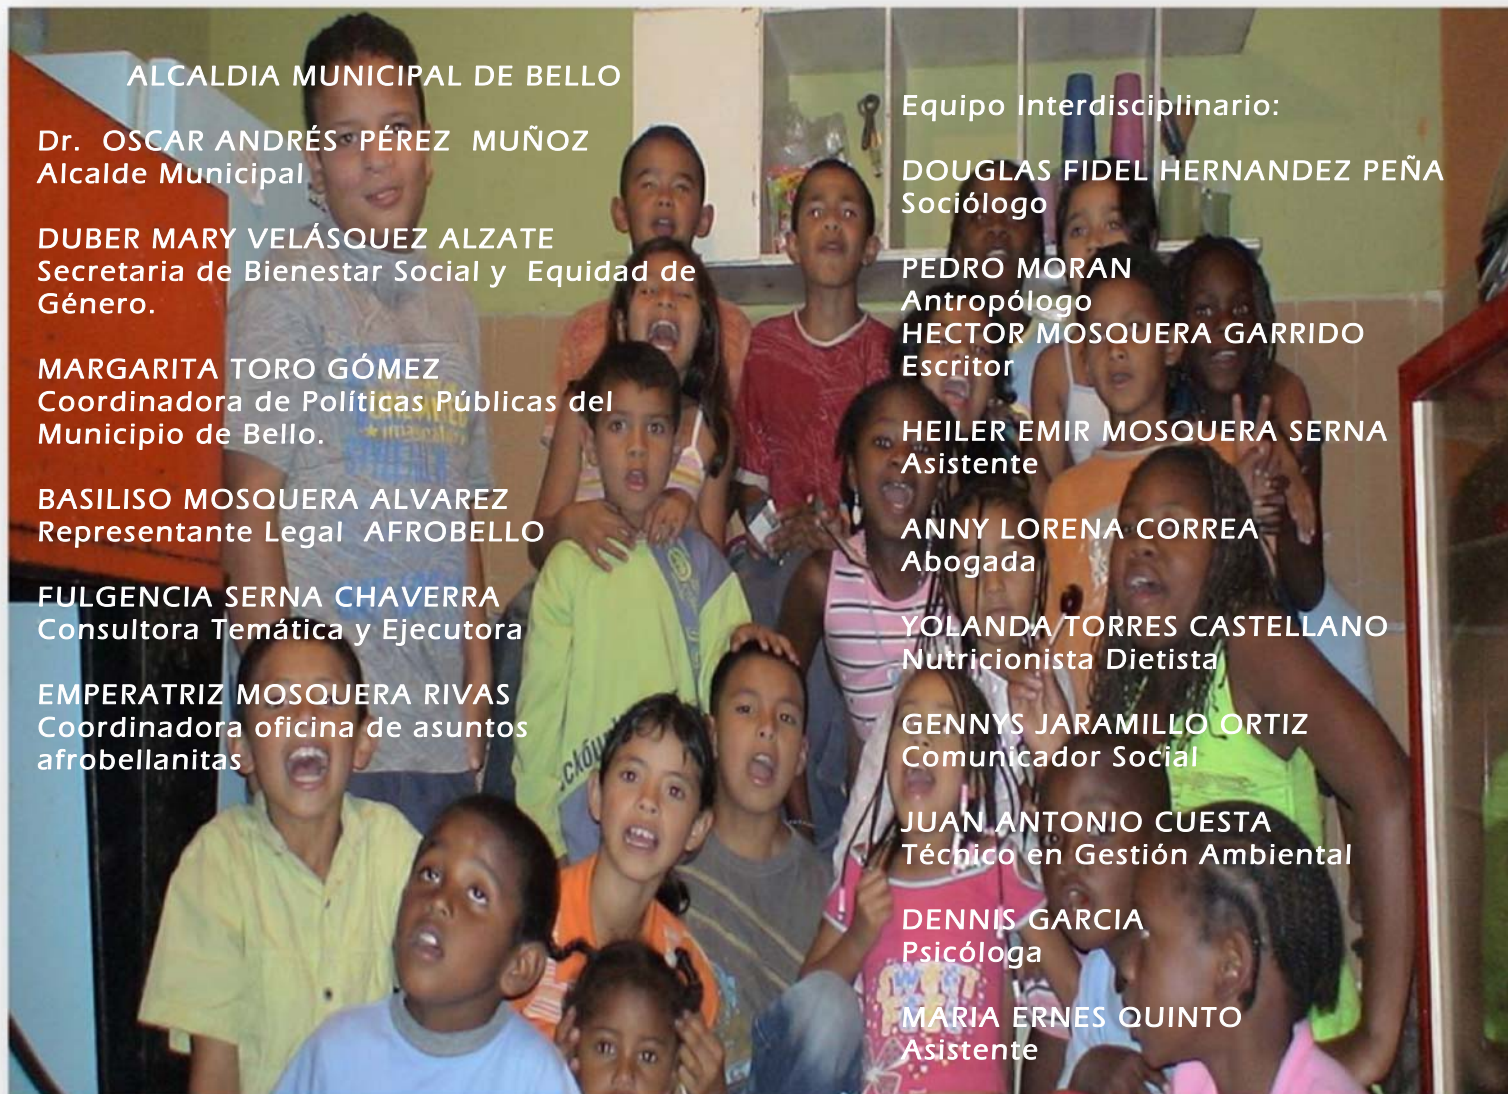 ALCALDIA MUNICIPAL DE BELLO
Dr. OSCAR ANDRÉS PÉREZ MUÑOZ
Alcalde Municipal
DUBER MARY VELÁSQUEZ ALZATE
Secretaria de Bienestar Social y Equidad de
Género.
MARGARITA TORO GÓMEZ
Coordinadora de Políticas Públicas del
Municipio de Bello.
BASILISO MOSQUERA ALVAREZ
Representante Legal AFROBELLO
FULGENCIA SERNA CHAVERRA
Consultora Temática y Ejecutora
EMPERATRIZ MOSQUERA RIVAS
Coordinadora oficina de asuntos
afrobellanitas
Equipo Interdisciplinario:
DOUGLAS FIDEL HERNANDEZ PEÑA
Sociólogo
PEDRO MORAN
Antropólogo
HECTOR MOSQUERA GARRIDO
Escritor
HEILER EMIR MOSQUERA SERNA
Asistente
ANNY LORENA CORREA
Abogada
YOLANDA TORRES CASTELLANO
Nutricionista Dietista
GENNYS JARAMILLO ORTIZ
Comunicador Social
JUAN ANTONIO CUESTA
Técnico en Gestión Ambiental
DENNIS GARCIA
Psicóloga
MARIA ERNES QUINTO
Asistente
SWEET